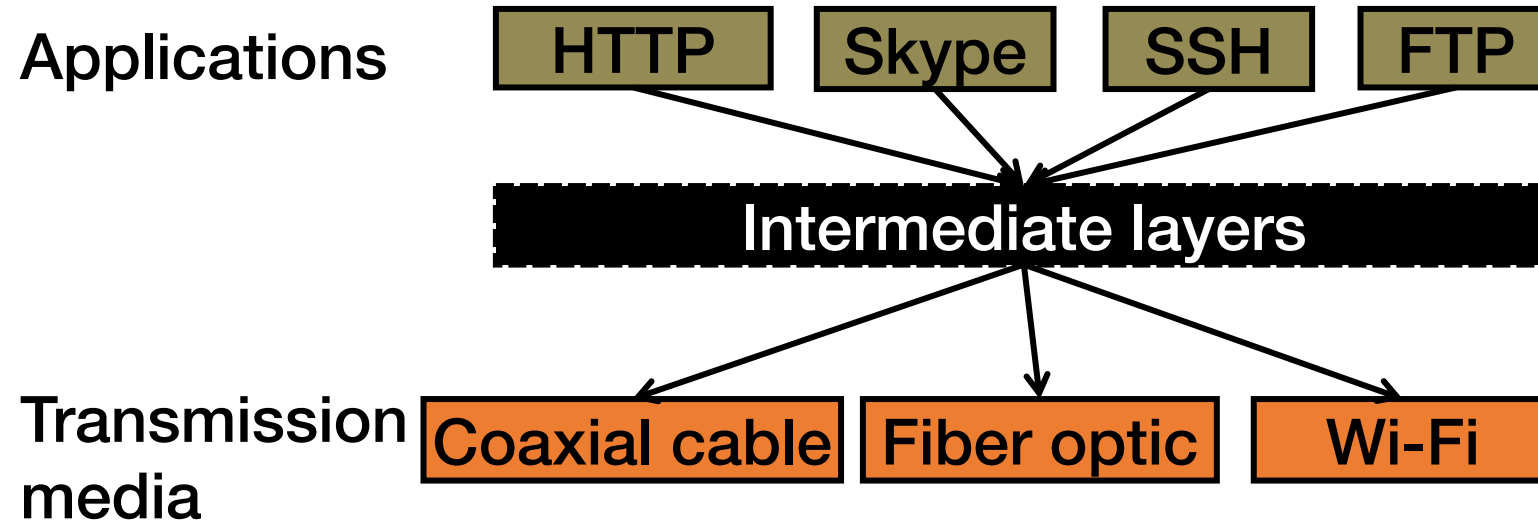 Applications
HTTP
Skype
SSH
FTP
Intermediate layers
Transmission
media
Coaxial cable
Fiber optic
Wi-Fi